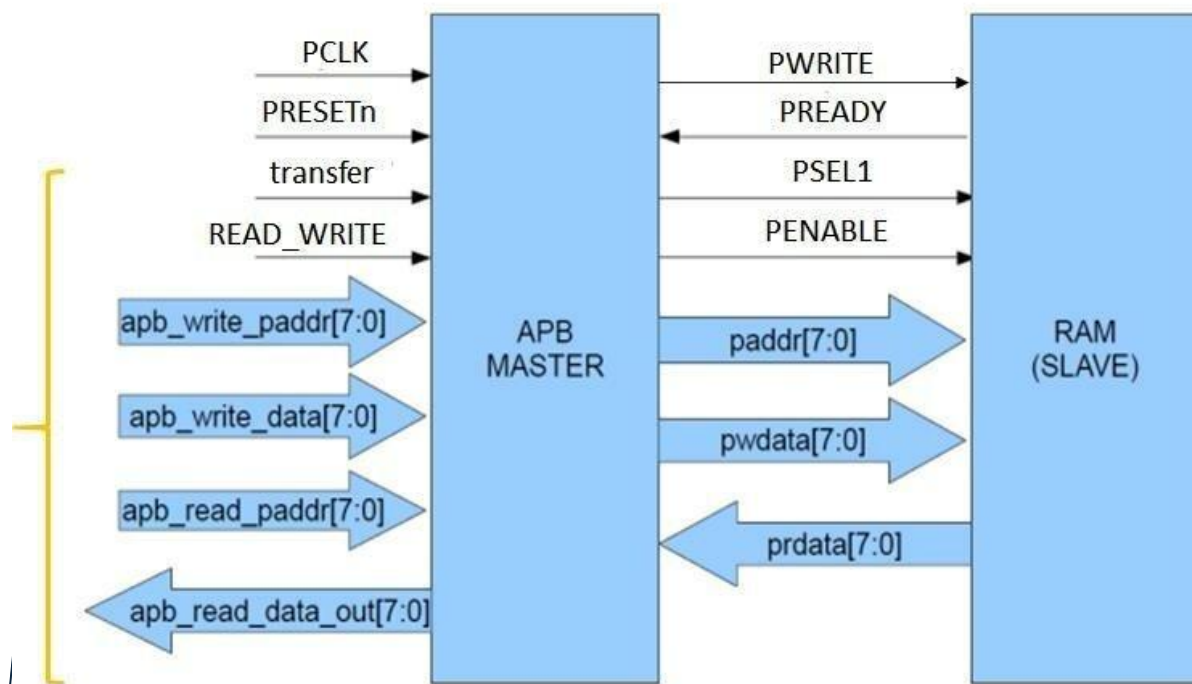 PCLK
PRESETn
transfer
READ_WRITE
apb_write_paddr[7:0]
apb_write_data[7:0]
apb_read_paddr[7:0]
apb_read_data_out[7:0]
APB
MASTER
PWRITE
PREADY
PSEL1
PENABLE
paddr[7:0]
pwdata[7:0]
prdata[7:0]
RAM
(SLAVE)